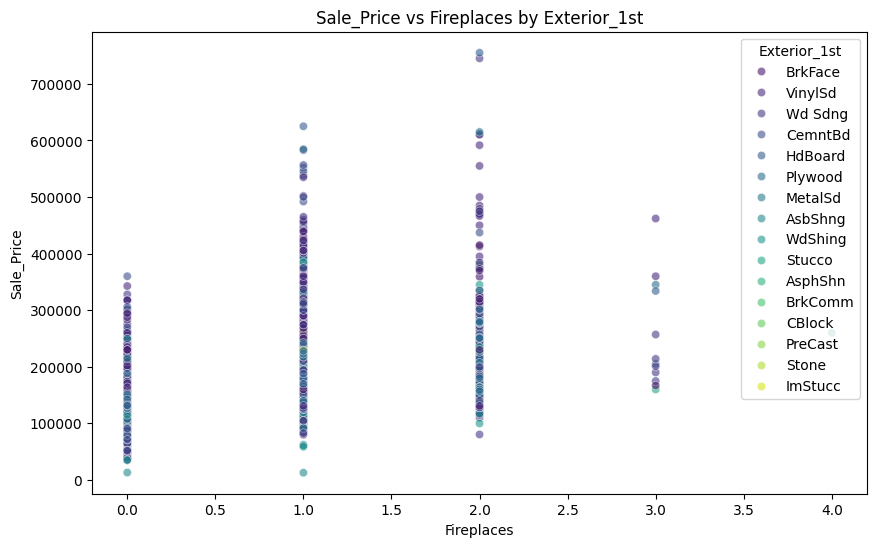 Sale_Price vs Fireplaces by Exterior_1st
Sale_Price
700000
600000
500000
400000
300000
200000
100000
0
0.0
0.5
1.0
1.5
2.0
2.5
3.0
3.5
4.0
Fireplaces
Exterior_1st
BrkFace
VinylSd
Wd Sdng
CemntBd
HdBoard
Plywood
MetalSd
AsbShng
WdShing
Stucco
AsphShn
BrkComm
CBlock
PreCast
Stone
ImStucc